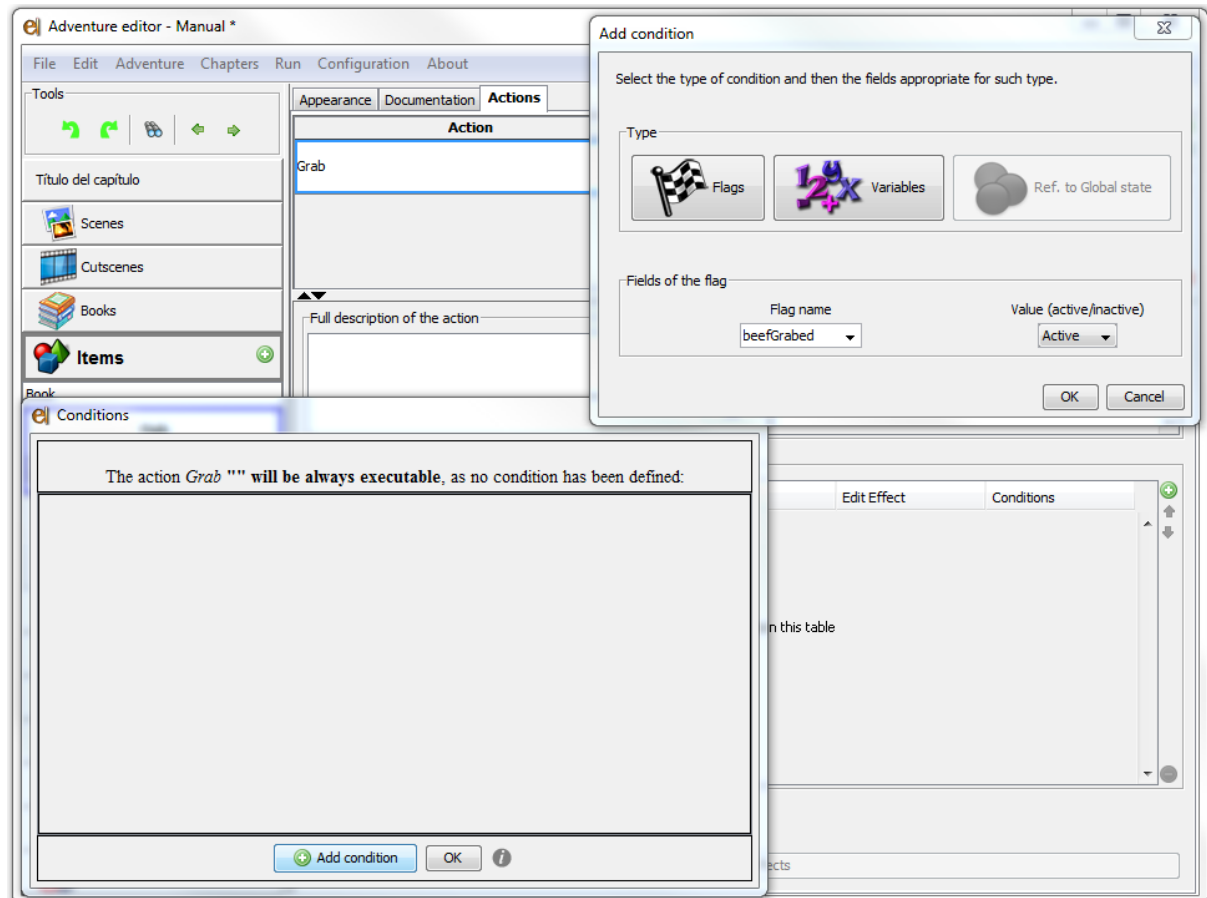 Adventure editor - Manual *
File Edit Adventure Chapters Run Configuration About
Tools
Appearance Documentation Actions
Action
Grab
Título del capítulo
Scenes
Cutscenes
Books
Items
Book
Full description of the action
Add condition
Select the type of condition and then the fields appropriate for such type.
Type
Flags Variables Ref. to Global state
Fields of the flag
Flag name Value (active/inactive)
beefGrabed Active
OK Cancel
Conditions
The action Grab "" will be always executable, as no condition has been defined:
Add condition OK
Edit Effect Conditions
n this table
ects